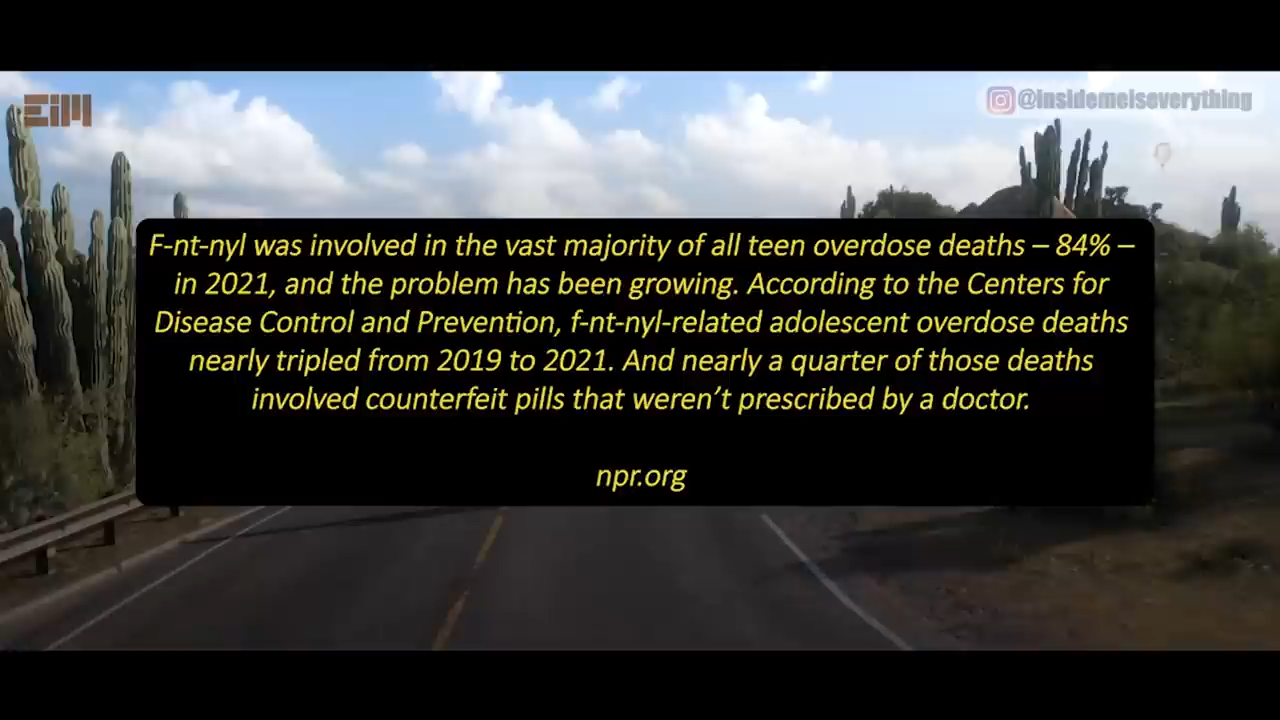 EiM
@insidemeiseverything
F-nt-nyl was involved in the vast majority of all teen overdose deaths – 84% –
in 2021, and the problem has been growing. According to the Centers for
Disease Control and Prevention, f-nt-nyl-related adolescent overdose deaths
nearly tripled from 2019 to 2021. And nearly a quarter of those deaths
involved counterfeit pills that weren’t prescribed by a doctor.
npr.org